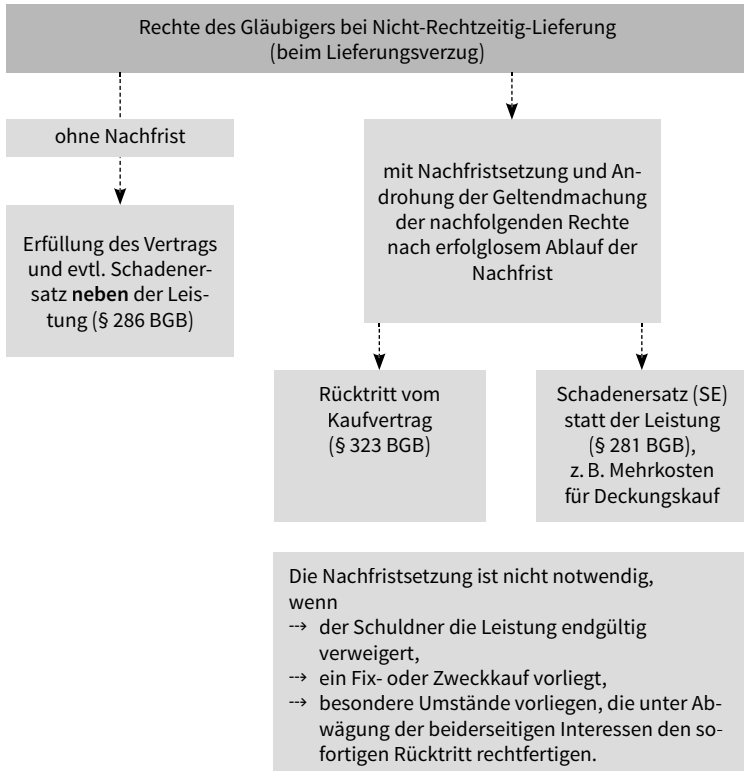 Rechte des Gläubigers bei Nicht-Rechtzeitig-Lieferung
(beim Lieferungsverzug)
ohne Nachfrist
Erfüllung des Vertrags
und evtl. Schadener-
satz neben der Leis-
tung (§ 286 BGB)
mit Nachfristsetzung und An-
drohung der Geltendmachung
der nachfolgenden Rechte
nach erfolglosem Ablauf der
Nachfrist
Rücktritt vom
Kaufvertrag
(§ 323 BGB)
Schadenersatz (SE)
statt der Leistung
(§ 281 BGB),
z. B. Mehrkosten
für Deckungskauf
Die Nachfristsetzung ist nicht notwendig,
wenn
⤏ der Schuldner die Leistung endgültig
verweigert,
⤏ ein Fix- oder Zweckkauf vorliegt,
⤏ besondere Umstände vorliegen, die unter Ab-
wägung der beiderseitigen Interessen den so-
fortigen Rücktritt rechtfertigen.